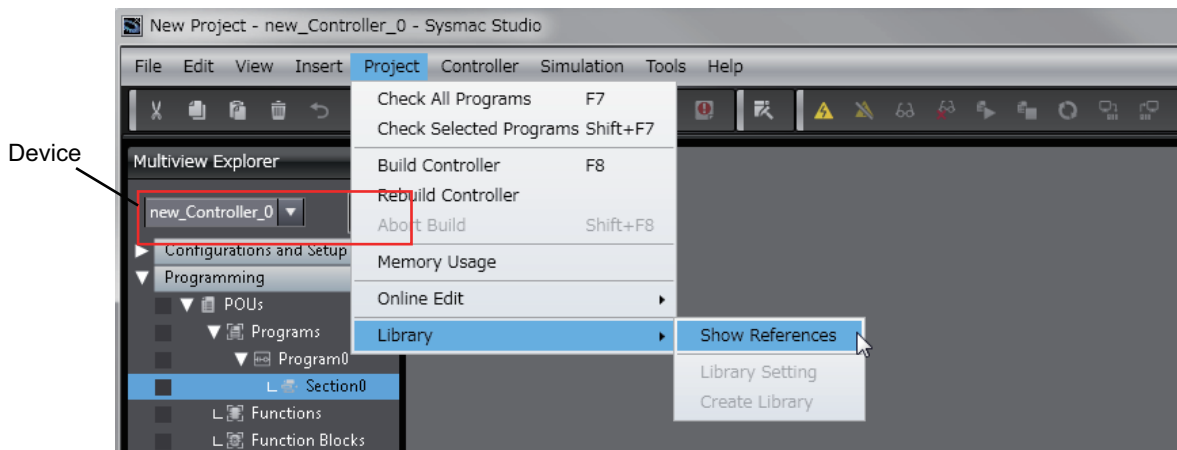 New Project - new_Controller_0 - Sysmac Studio
File Edit View Insert Project Controller Simulation Tools Help
Check All Programs F7
Check Selected Programs Shift+F7
Device
Multiview Explorer
Build Controller F8
Rebuild Controller
new_Controller_0
Abort Build Shift+F8
Configurations and Setup
Memory Usage
Programming
Online Edit
POUs
Programs
Library
Show References
Program0
Library Setting
Section0
Create Library
Functions
Function Blocks